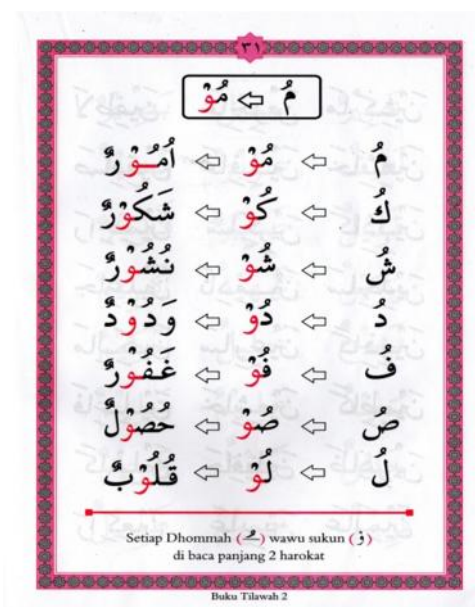 ٣١
مُ ⇦ مُوْ
مُ ⇦ مُوْ ⇦ اُمُوْرٌ
كُ ⇦ كُوْ ⇦ شَكُوْرٌ
شُ ⇦ شُوْ ⇦ نُشُوْرٌ
دُ ⇦ دُوْ ⇦ وَدُوْدٌ
فُ ⇦ فُوْ ⇦ غَفُوْرٌ
صُ ⇦ صُوْ ⇦ حُصُوْلٌ
لُ ⇦ لُوْ ⇦ قُلُوْبٌ
Setiap Dhommah (ـُ) wawu sukun (وْ)
di baca panjang 2 harokat
Buku Tilawah 2